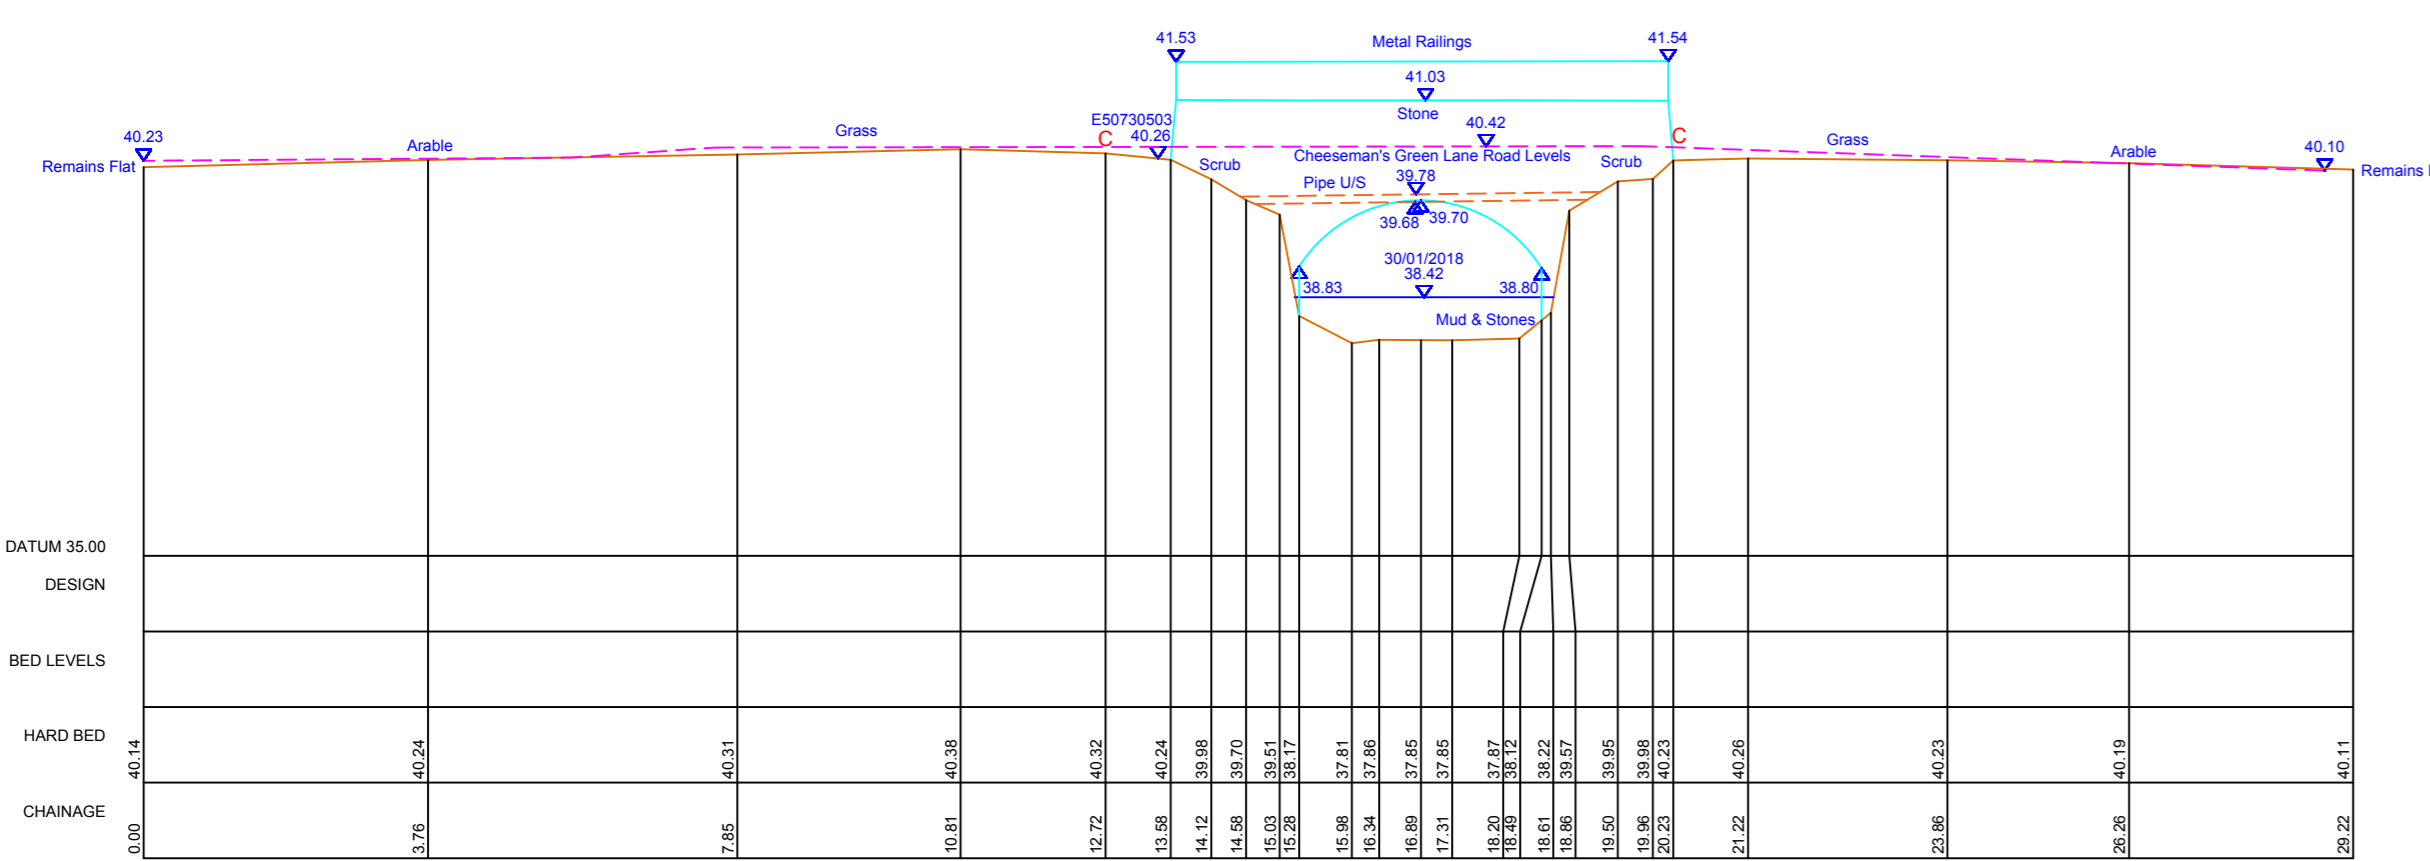 41.53
Metal Railings
41.54
41.03
Stone
E50730503
C
40.26
40.42
C
40.23
Remains Flat
Arable
Grass
Scrub
Cheeseman's Green Lane Road Levels
Scrub
Grass
Arable
40.10
Remains
Pipe U/S
39.78
39.68
39.70
30/01/2018
38.42
38.83
38.80
Mud & Stones
DATUM 35.00
DESIGN
BED LEVELS
HARD BED
40.14 40.24 40.31 40.38 40.32 40.24 39.98 39.70 39.51 38.17 37.81 37.86 37.85 37.85 37.87 38.12 38.22 39.57 39.95 39.98 40.23 40.26 40.23 40.19 40.11
CHAINAGE
0.00 3.76 7.85 10.81 12.72 13.58 14.12 14.58 15.03 15.28 15.98 16.34 16.89 17.31 18.20 18.49 18.61 18.86 19.50 19.96 20.23 21.22 23.86 26.26 29.22